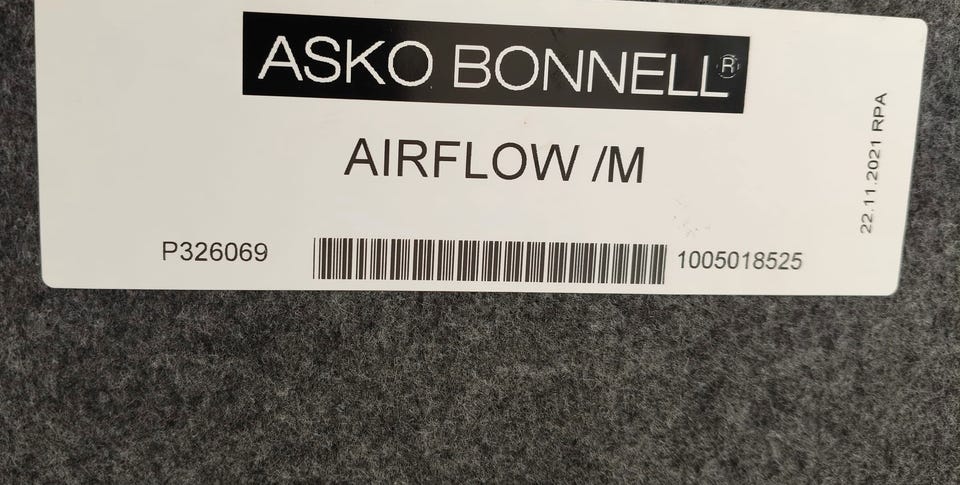 ASKO BONNELL®
AIRFLOW /M
P326069
1005018525
22.11.2021 RPA